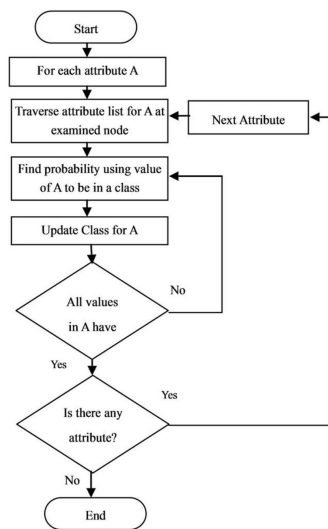 Start
For each attribute A
Traverse attribute list for A at
examined node
Next Attribute
Find probability using value
of A to be in a class
Update Class for A
All values
in A have
No
Yes
Is there any
attribute?
Yes
No
End